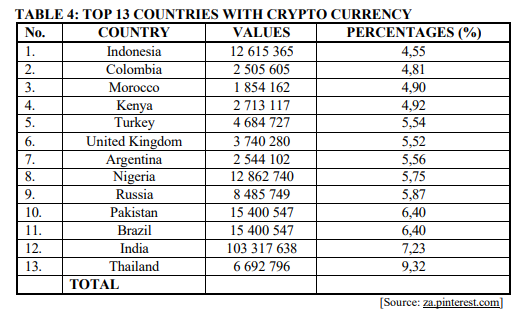 TABLE 4: TOP 13 COUNTRIES WITH CRYPTO CURRENCY
No. COUNTRY VALUES PERCENTAGES (%)
1. Indonesia 12 615 365 4,55
2. Colombia 2 505 605 4,81
3. Morocco 1 854 162 4,90
4. Kenya 2 713 117 4,92
5. Turkey 4 684 727 5,54
6. United Kingdom 3 740 280 5,52
7. Argentina 2 544 102 5,56
8. Nigeria 12 862 740 5,75
9. Russia 8 485 749 5,87
10. Pakistan 15 400 547 6,40
11. Brazil 15 400 547 6,40
12. India 103 317 638 7,23
13. Thailand 6 692 796 9,32
TOTAL
[Source: za.pinterest.com]